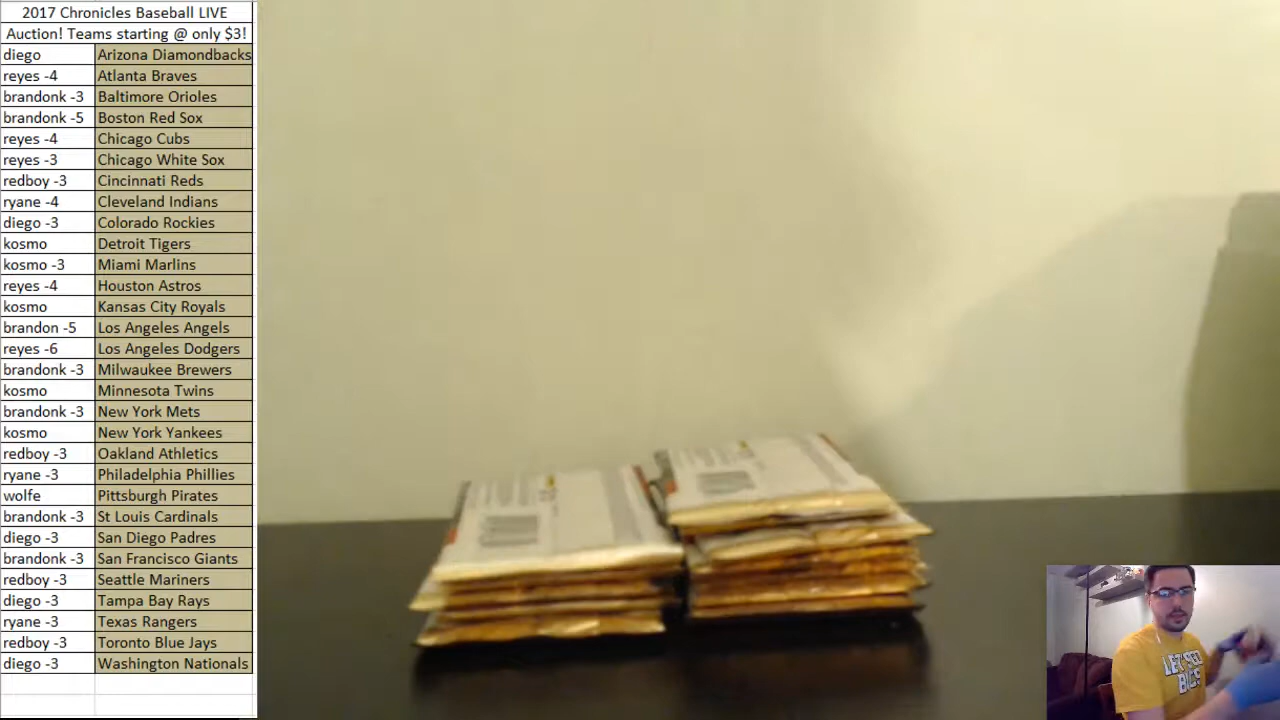 2017 Chronicles Baseball LIVE
Auction! Teams starting @ only $3!
diego Arizona Diamondbacks
reyes -4 Atlanta Braves
brandonk -3 Baltimore Orioles
brandonk -5 Boston Red Sox
reyes -4 Chicago Cubs
reyes -3 Chicago White Sox
redboy -3 Cincinnati Reds
ryane -4 Cleveland Indians
diego -3 Colorado Rockies
kosmo Detroit Tigers
kosmo -3 Miami Marlins
reyes -4 Houston Astros
kosmo Kansas City Royals
brandon -5 Los Angeles Angels
reyes -6 Los Angeles Dodgers
brandonk -3 Milwaukee Brewers
kosmo Minnesota Twins
brandonk -3 New York Mets
kosmo New York Yankees
redboy -3 Oakland Athletics
ryane -3 Philadelphia Phillies
wolfe Pittsburgh Pirates
brandonk -3 St Louis Cardinals
diego -3 San Diego Padres
brandonk -3 San Francisco Giants
redboy -3 Seattle Mariners
diego -3 Tampa Bay Rays
ryane -3 Texas Rangers
redboy -3 Toronto Blue Jays
diego -3 Washington Nationals